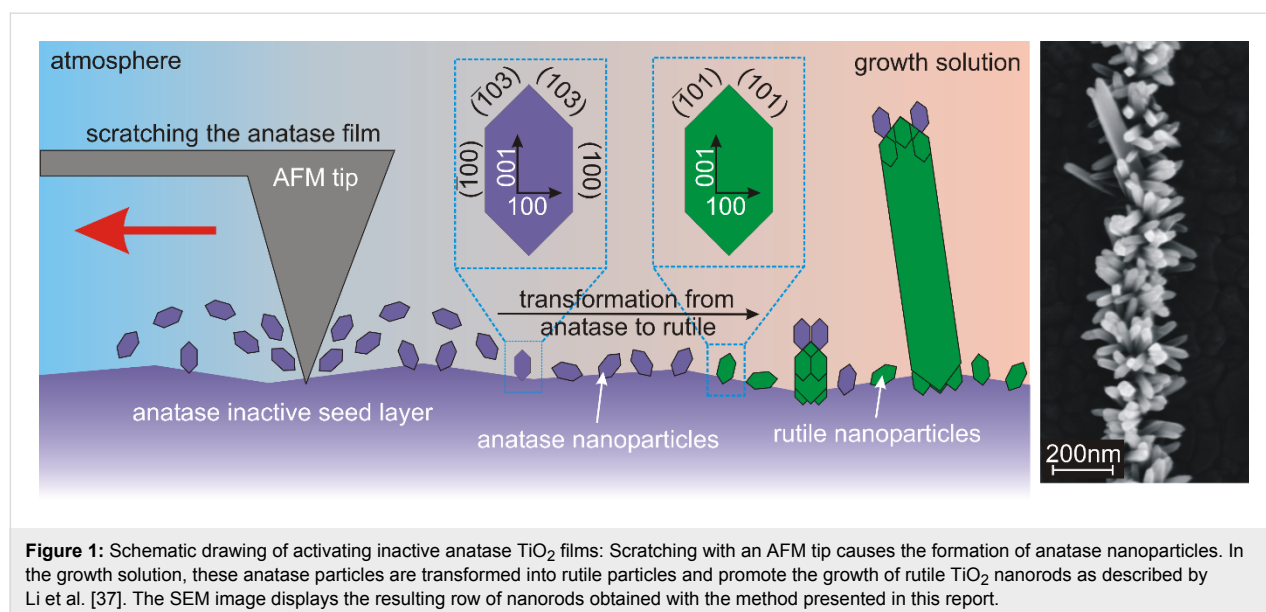 atmosphere
growth solution
scratching the anatase film
AFM tip
(1̅03)
(103)
(100)
(100)
001
100
(1̅01)
(101)
001
100
transformation from
anatase to rutile
anatase inactive seed layer
anatase nanoparticles
rutile nanoparticles
200nm
Figure 1: Schematic drawing of activating inactive anatase TiO₂ films: Scratching with an AFM tip causes the formation of anatase nanoparticles. In
the growth solution, these anatase particles are transformed into rutile particles and promote the growth of rutile TiO₂ nanorods as described by
Li et al. [37]. The SEM image displays the resulting row of nanorods obtained with the method presented in this report.